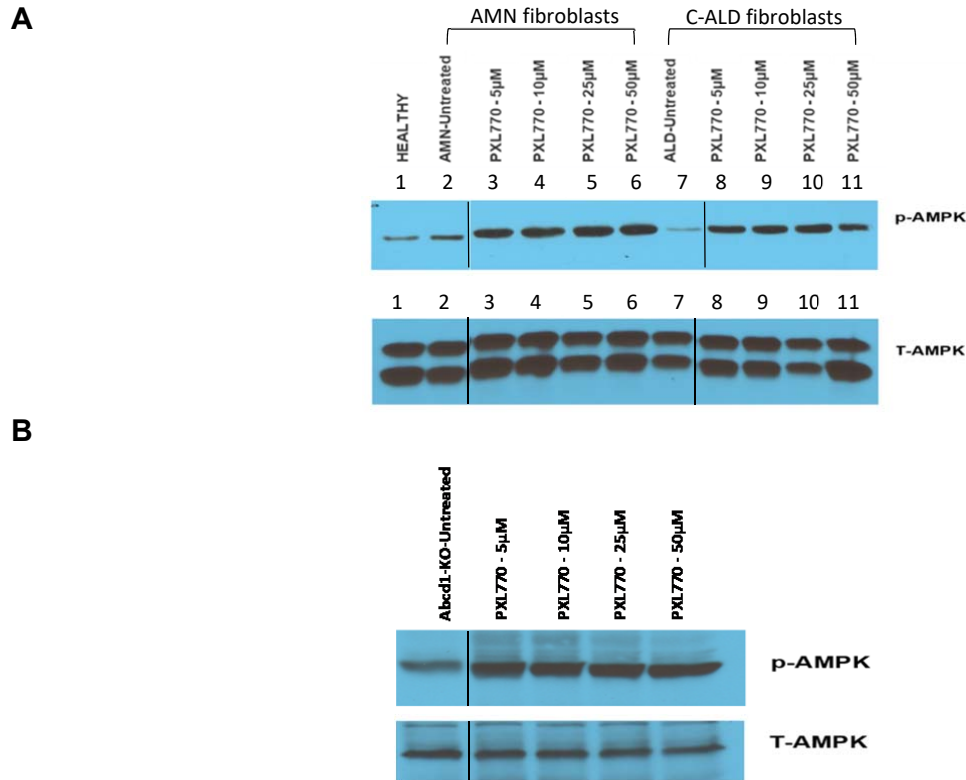 A
AMN fibroblasts
C-ALD fibroblasts
HEALTHY
AMN-Untreated
PXL770 - 5µM
PXL770 - 10µM
PXL770 - 25µM
PXL770 - 50µM
ALD-Untreated
PXL770 - 5µM
PXL770 - 10µM
PXL770 - 25µM
PXL770 - 50µM
1 2 3 4 5 6 7 8 9 10 11
p-AMPK
1 2 3 4 5 6 7 8 9 10 11
T-AMPK
B
Abcd1-KO-Untreated
PXL770 - 5µM
PXL770 - 10µM
PXL770 - 25µM
PXL770 - 50µM
p-AMPK
T-AMPK